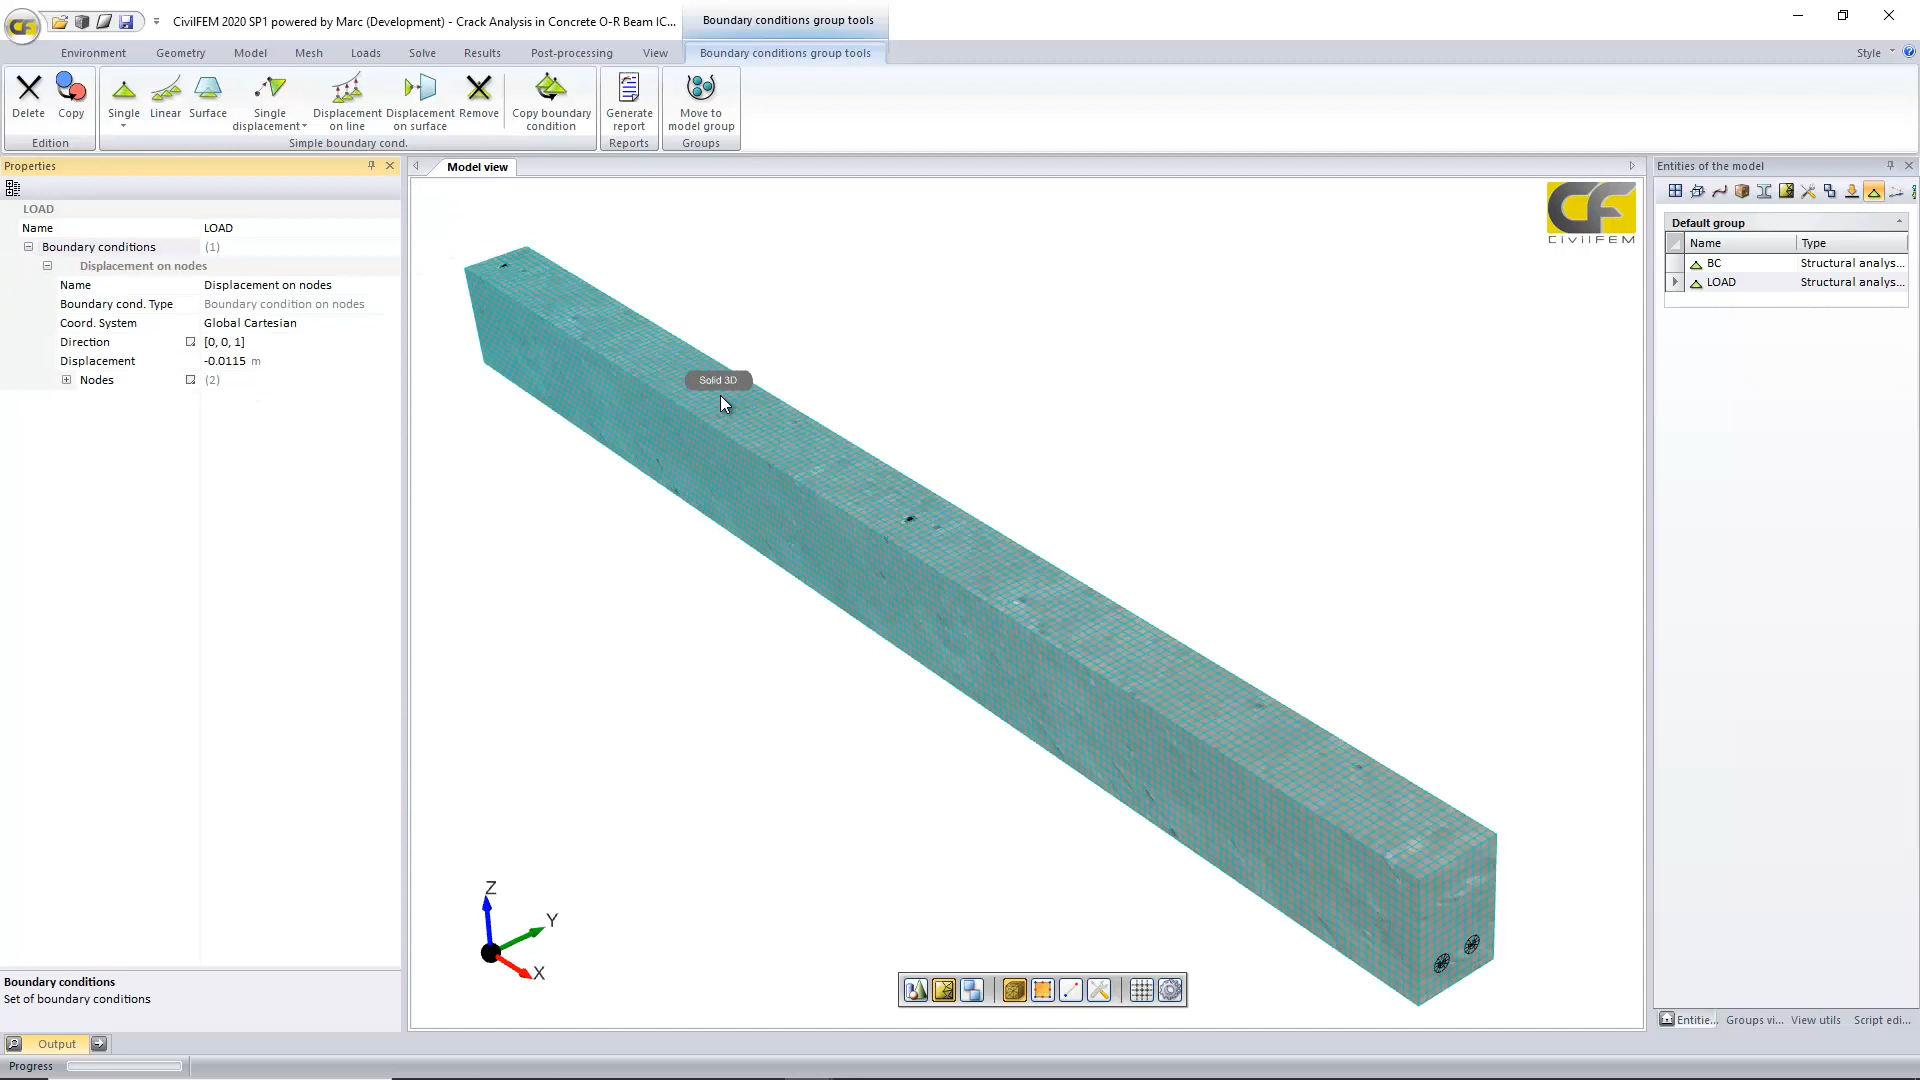 CivilFEM 2020 SP1 powered by Marc (Development) - Crack Analysis in Concrete O-R Beam IC...
Boundary conditions group tools
Environment Geometry Model Mesh Loads Solve Results Post-processing View Boundary conditions group tools Style
Delete Copy Single Linear Surface Single displacement Displacement on line Displacement on surface Remove Copy boundary condition Generate report Move to model group
Edition Simple boundary cond. Reports Groups
Properties
Model view
Entities of the model
LOAD
Name LOAD
Boundary conditions (1)
Displacement on nodes
Name Displacement on nodes
Boundary cond. Type Boundary condition on nodes
Coord. System Global Cartesian
Direction [0, 0, 1]
Displacement -0.0115 m
Nodes (2)
CF
CIVILFEM
Solid 3D
Z
Y
X
Default group
Name Type
BC Structural analys...
LOAD Structural analys...
Boundary conditions
Set of boundary conditions
Entitie... Groups vi... View utils Script edi...
Output
Progress